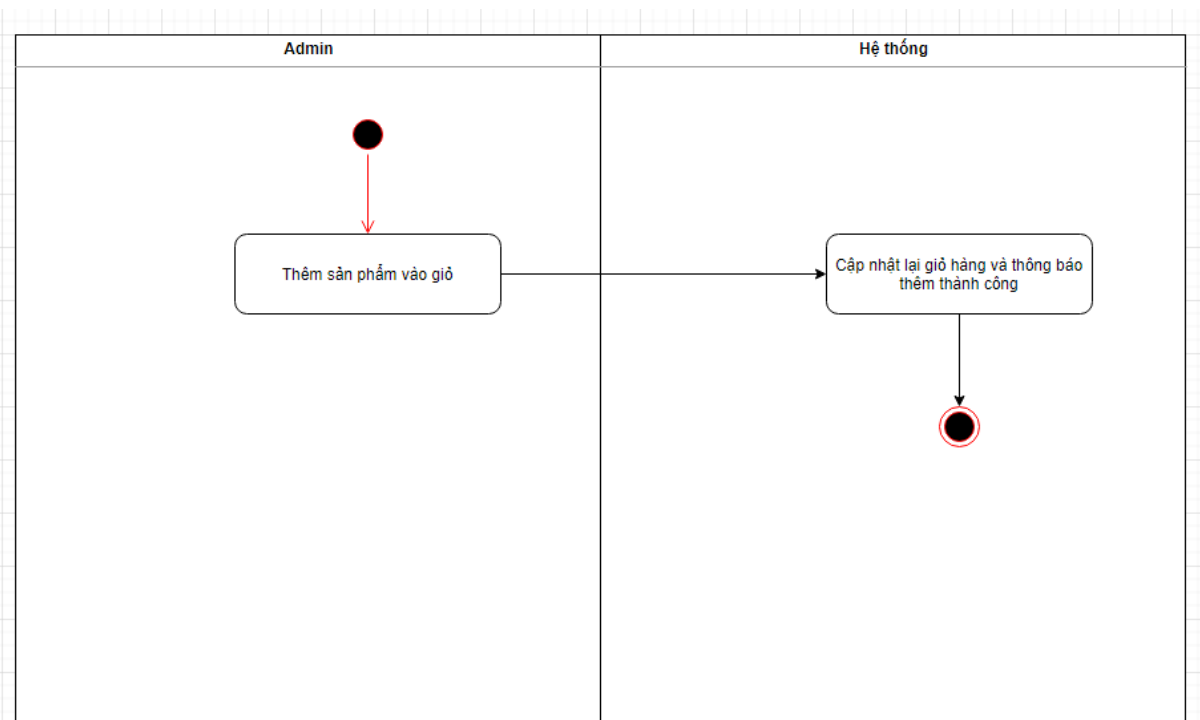 Admin
Hệ thống
Thêm sản phẩm vào giỏ
Cập nhật lại giỏ hàng và thông báo
thêm thành công